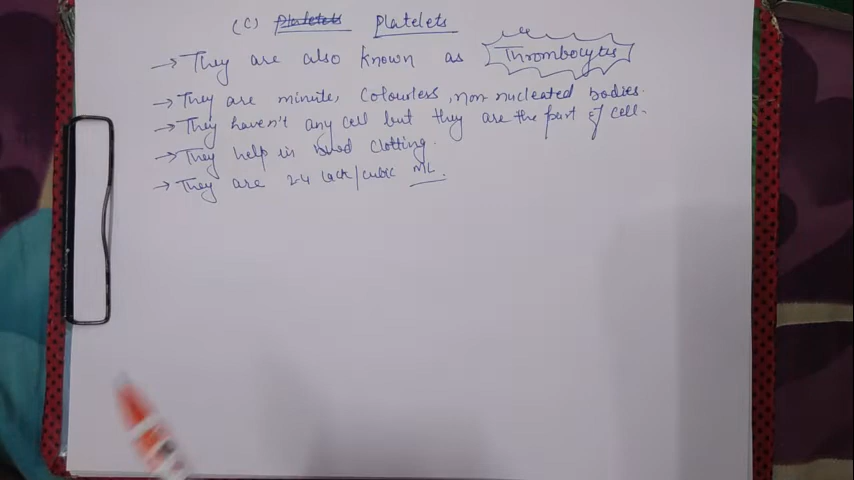 (C) Platelets Platelets
→ They are also known as Thrombocytes
→ They are minute, Colourless, non-nucleated bodies.
→ They haven't any cell but they are the part of cell.
→ They help in blood clotting.
→ They are 2-4 lack/cubic ML.